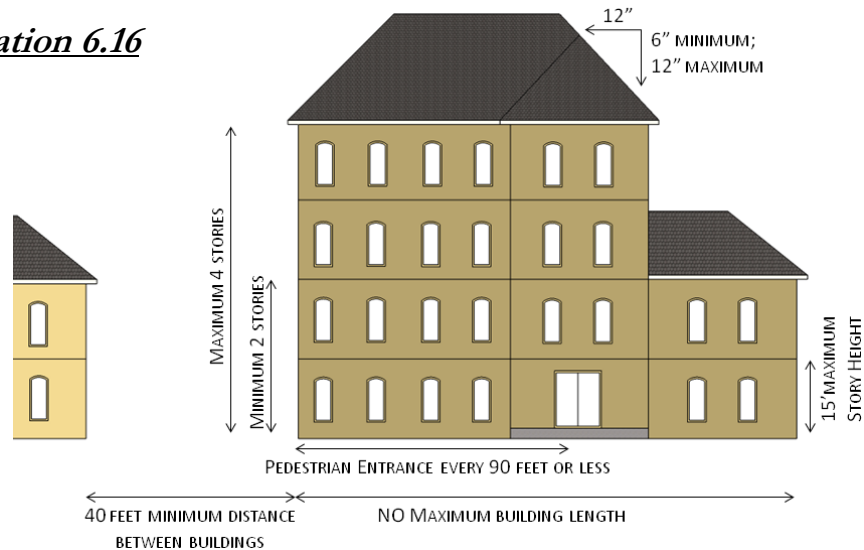 ation 6.16
12”
6” MINIMUM;
12” MAXIMUM
MAXIMUM 4 STORIES
MINIMUM 2 STORIES
15’MAXIMUM
STORY HEIGHT
PEDESTRIAN ENTRANCE EVERY 90 FEET OR LESS
40 FEET MINIMUM DISTANCE
BETWEEN BUILDINGS
NO MAXIMUM BUILDING LENGTH